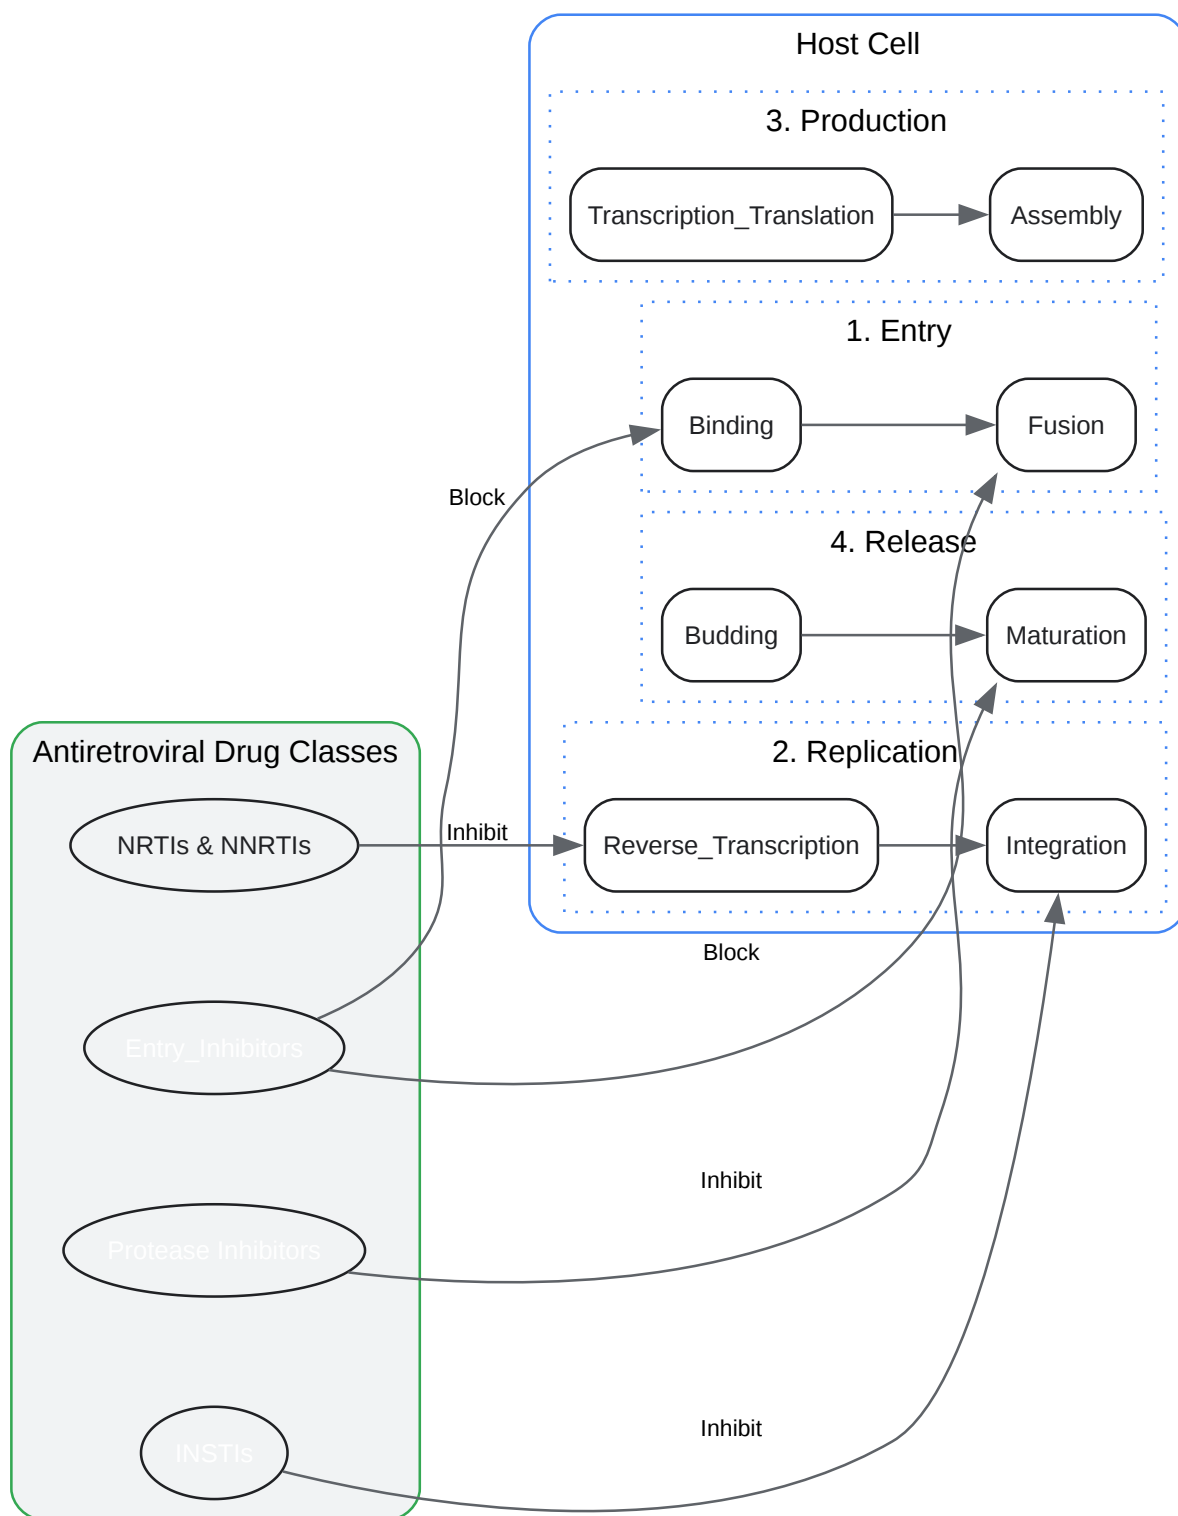 Host Cell
3. Production
Transcription_Translation
Assembly
1. Entry
Binding
Fusion
Block
4. Release
Budding
Maturation
Antiretroviral Drug Classes
2. Replication
NRTIs & NNRTIs
Inhibit
Reverse_Transcription
Integration
Block
Entry_Inhibitors
Inhibit
Protease Inhibitors
Inhibit
INSTIs